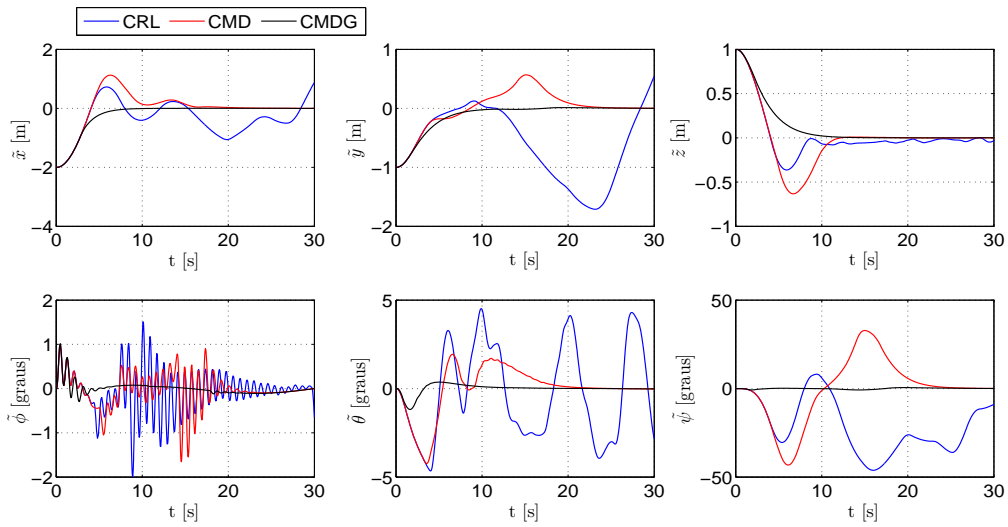 CRL CMD CMDG
2
0
−2
−4
x̃ [m]
0 10 20 30
t [s]
1
0
−1
−2
ỹ [m]
0 10 20 30
t [s]
1
0.5
0
−0.5
−1
z̃ [m]
0 10 20 30
t [s]
2
1
0
−1
−2
ϕ̃ [graus]
0 10 20 30
t [s]
5
0
−5
θ̃ [graus]
0 10 20 30
t [s]
50
0
−50
ψ̃ [graus]
0 10 20 30
t [s]